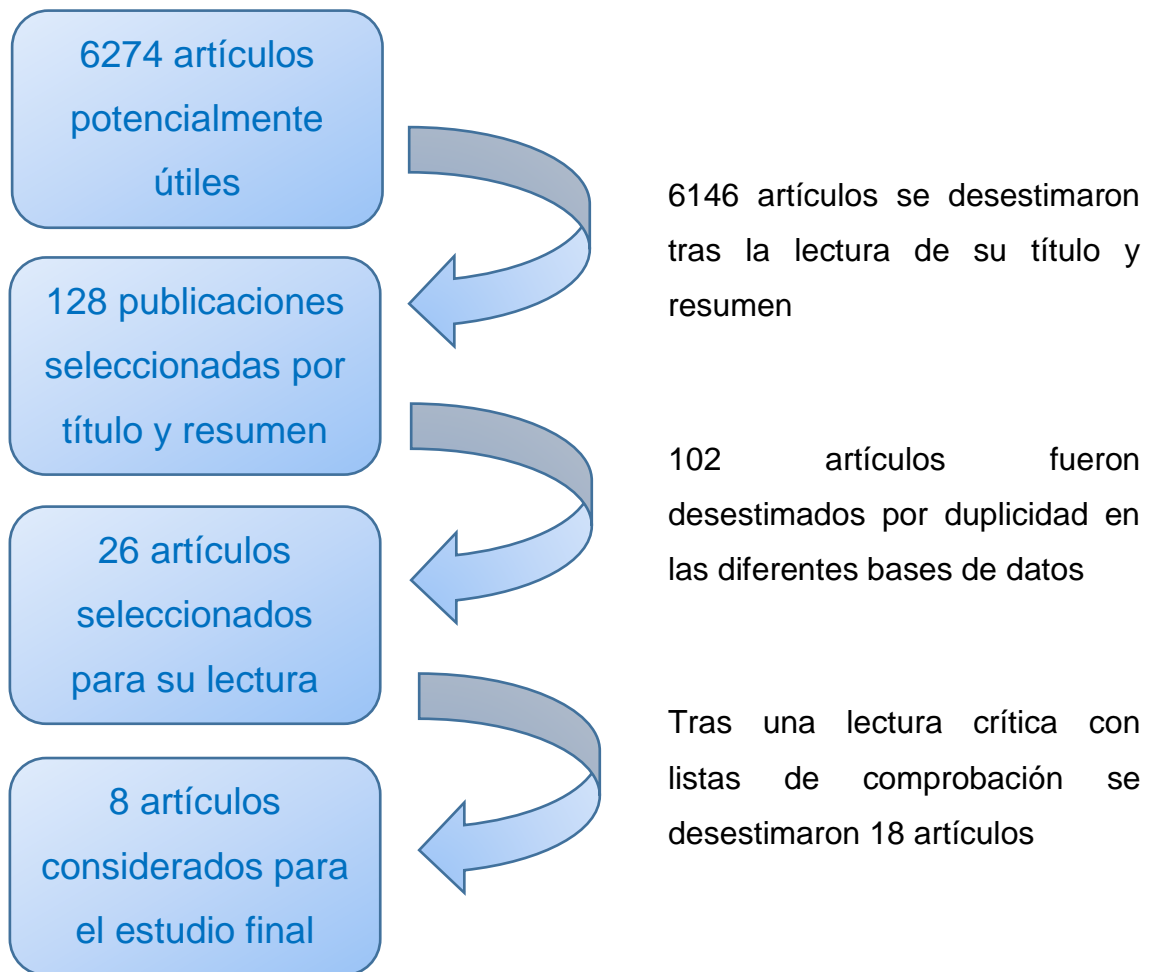 6274 artículos
potencialmente
útiles
6146 artículos se desestimaron
tras la lectura de su título y
resumen
128 publicaciones
seleccionadas por
título y resumen
102 artículos fueron
desestimados por duplicidad en
las diferentes bases de datos
26 artículos
seleccionados
para su lectura
Tras una lectura crítica con
listas de comprobación se
desestimaron 18 artículos
8 artículos
considerados para
el estudio final